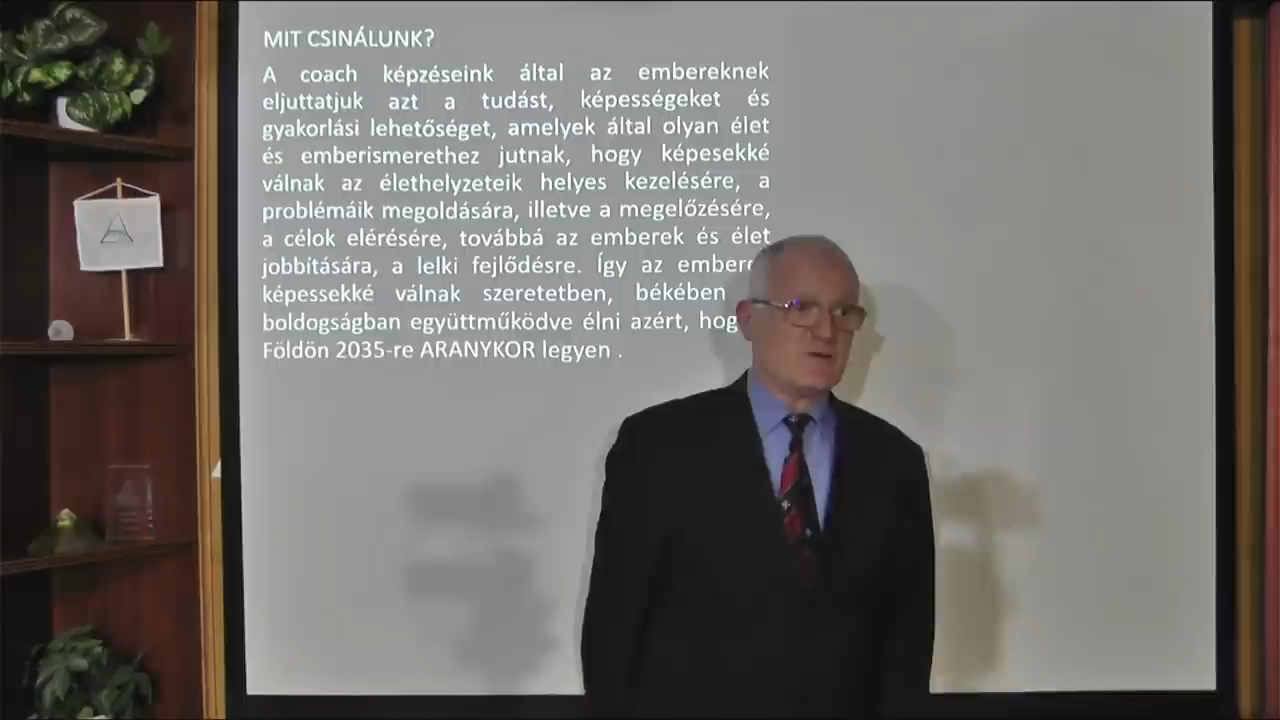 MIT CSINÁLUNK?
A coach képzéseink által az embereknek
eljuttatjuk azt a tudást, képességeket és
gyakorlási lehetőséget, amelyek által olyan élet
és emberismerethez jutnak, hogy képesekké
válnak az élethelyzeteik helyes kezelésére, a
problémáik megoldására, illetve a megelőzésére,
a célok elérésére, továbbá az emberek és élet
jobbítására, a lelki fejlődésre. Így az
képessekké válnak szeretetben, békében
boldogságban együttműködve élni azért,
Földön 2035-re ARANYKOR legyen .